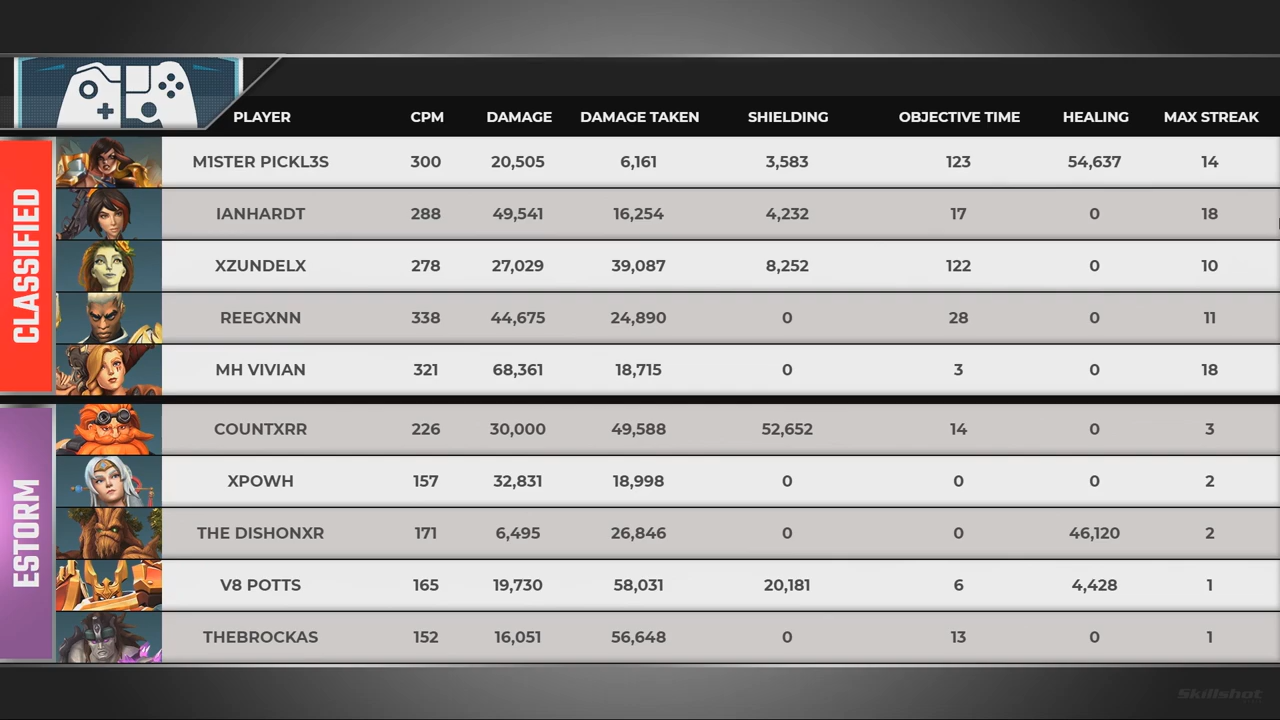 PLAYER CPM DAMAGE DAMAGE TAKEN SHIELDING OBJECTIVE TIME HEALING MAX STREAK
CLASSIFIED
M1STER PICKL3S 300 20,505 6,161 3,583 123 54,637 14
IANHARDT 288 49,541 16,254 4,232 17 0 18
XZUNDELX 278 27,029 39,087 8,252 122 0 10
REEGXNN 338 44,675 24,890 0 28 0 11
MH VIVIAN 321 68,361 18,715 0 3 0 18
ESTORM
COUNTXRR 226 30,000 49,588 52,652 14 0 3
XPOWH 157 32,831 18,998 0 0 0 2
THE DISHONXR 171 6,495 26,846 0 0 46,120 2
V8 POTTS 165 19,730 58,031 20,181 6 4,428 1
THEBROCKAS 152 16,051 56,648 0 13 0 1
Skillshot